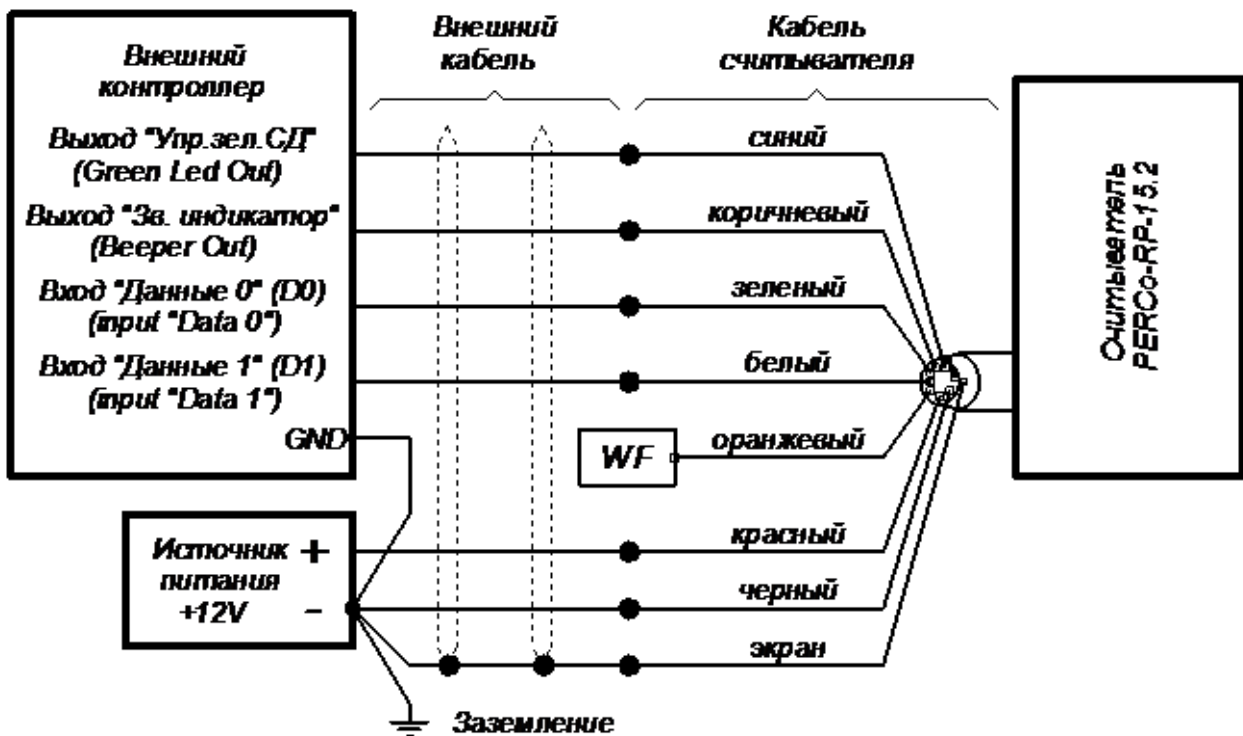 Внешний
контроллер
Выход "Упр.зел.СД"
(Green Led Out)
Выход "Зв. индикатор"
(Beeper Out)
Вход "Данные 0" (D0)
(input "Data 0")
Вход "Данные 1" (D1)
(input "Data 1")
GND
Источник +
питания
+12V –
Внешний
кабель
Кабель
считывателя
синий
коричневый
зеленый
белый
WF
оранжевый
красный
черный
экран
Заземление
Считыватель
PERCo-RP-15.2